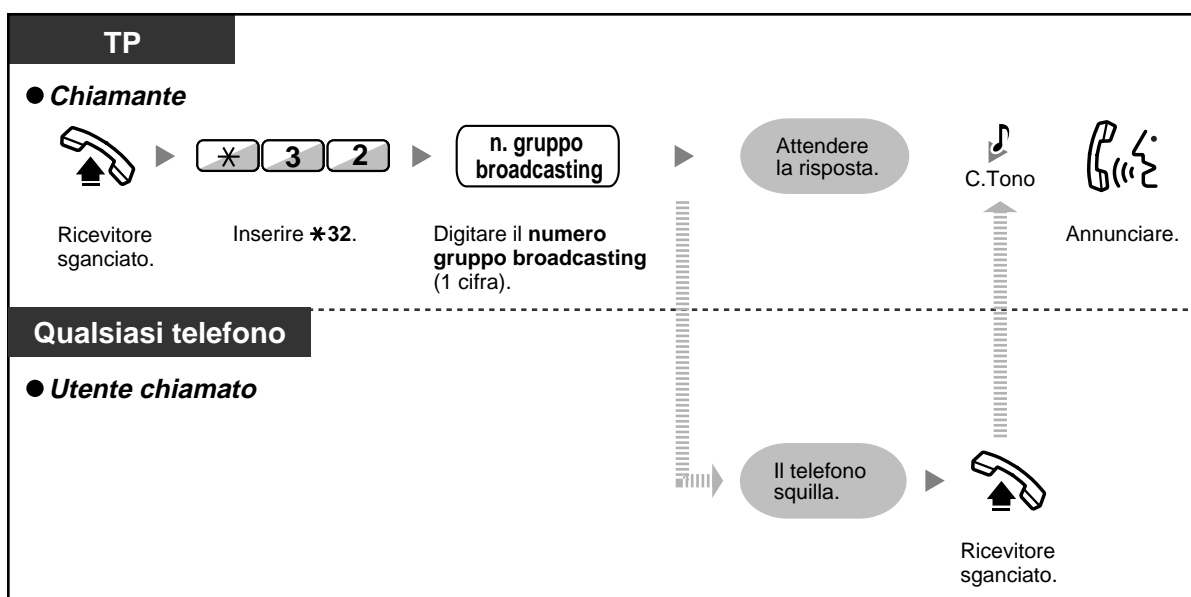 TP
● Chiamante
✳ 3 2
n. gruppo
broadcasting
Attendere
la risposta.
C.Tono
Ricevitore
sganciato.
Inserire ✳32.
Digitare il numero
gruppo broadcasting
(1 cifra).
Annunciare.
Qualsiasi telefono
● Utente chiamato
Il telefono
squilla.
Ricevitore
sganciato.